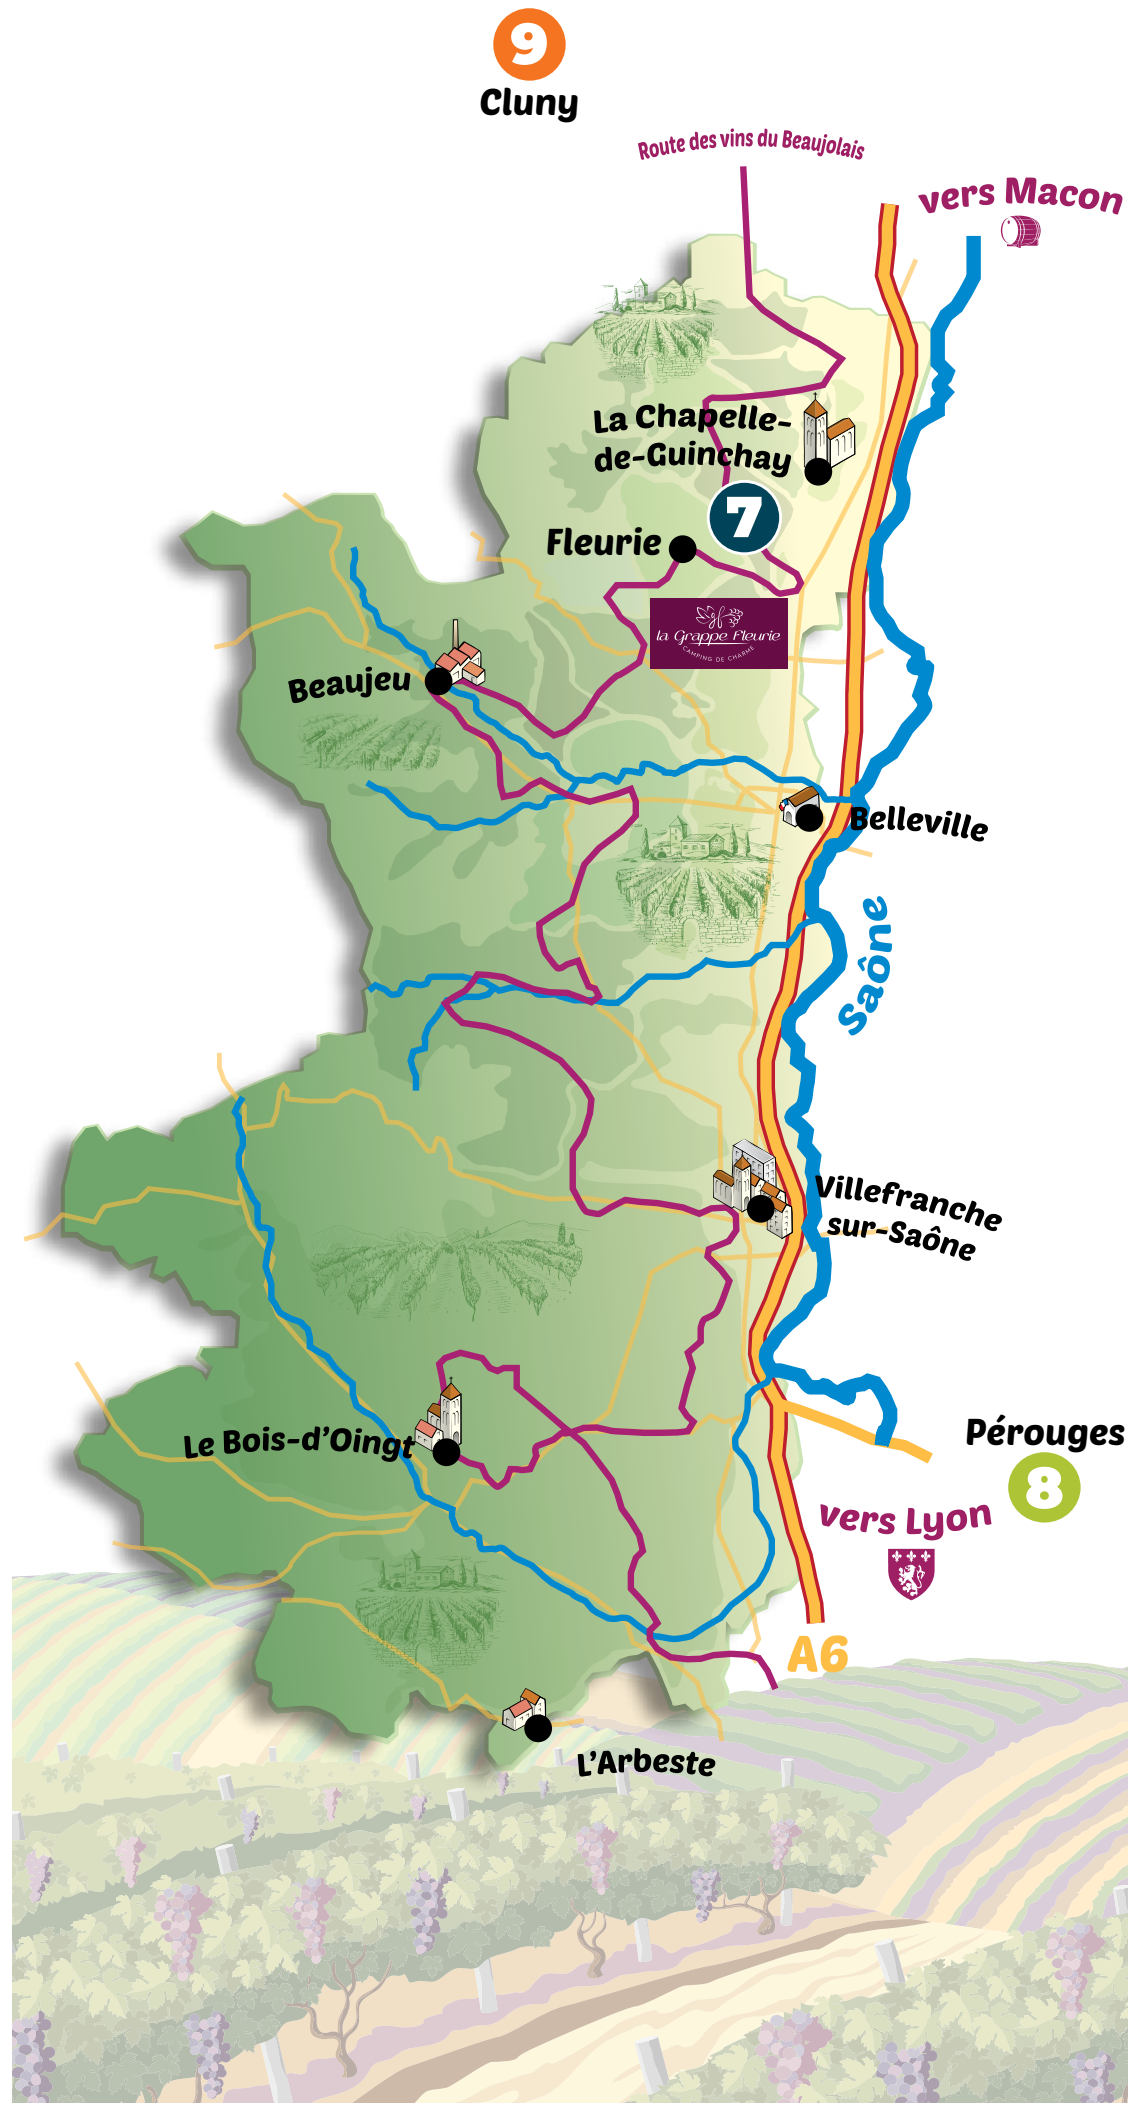 9
Cluny
Route des vins du Beaujolais
vers Macon
La Chapelle-
de-Guinchay
7
Fleurie
la Grappe Fleurie
CAMPING DE CHARME
Beaujeu
Belleville
Saône
Villefranche
sur-Saône
Le Bois-d'Oingt
Pérouges
8
vers Lyon
A6
L'Arbeste